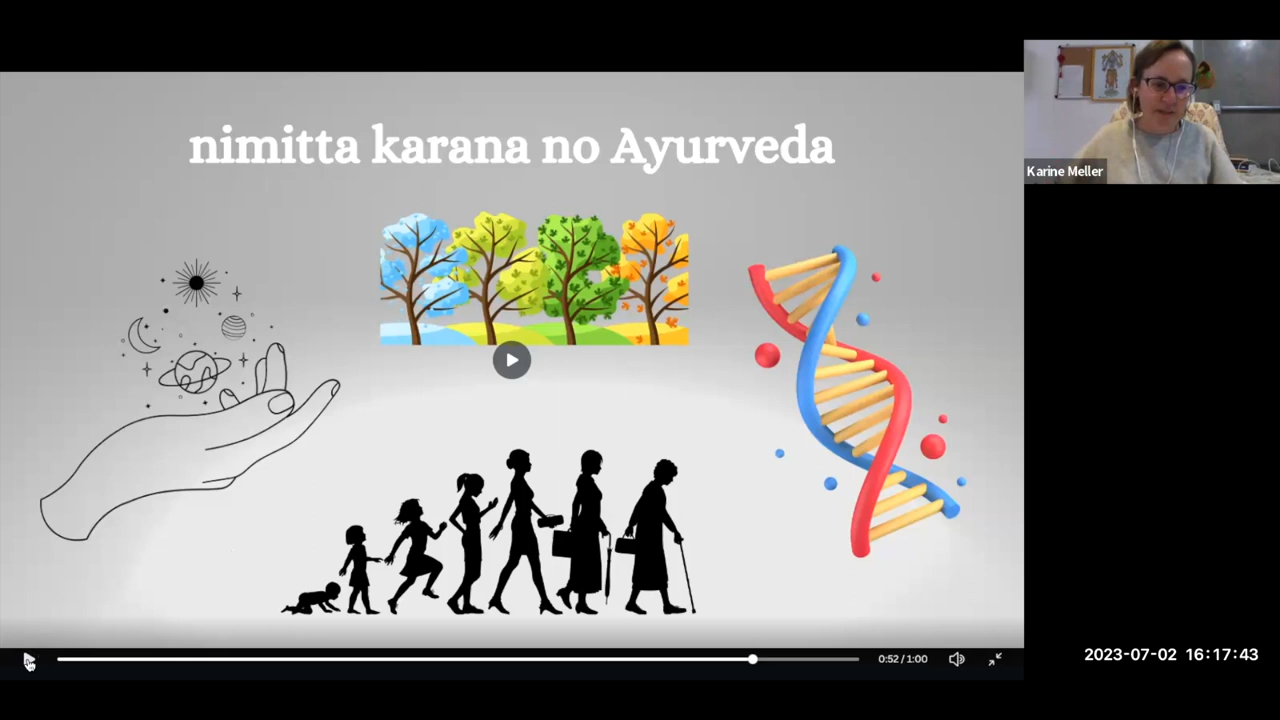 nimitta karana no Ayurveda
Karine Meller
0:52 / 1:00
2023-07-02 16:17:43